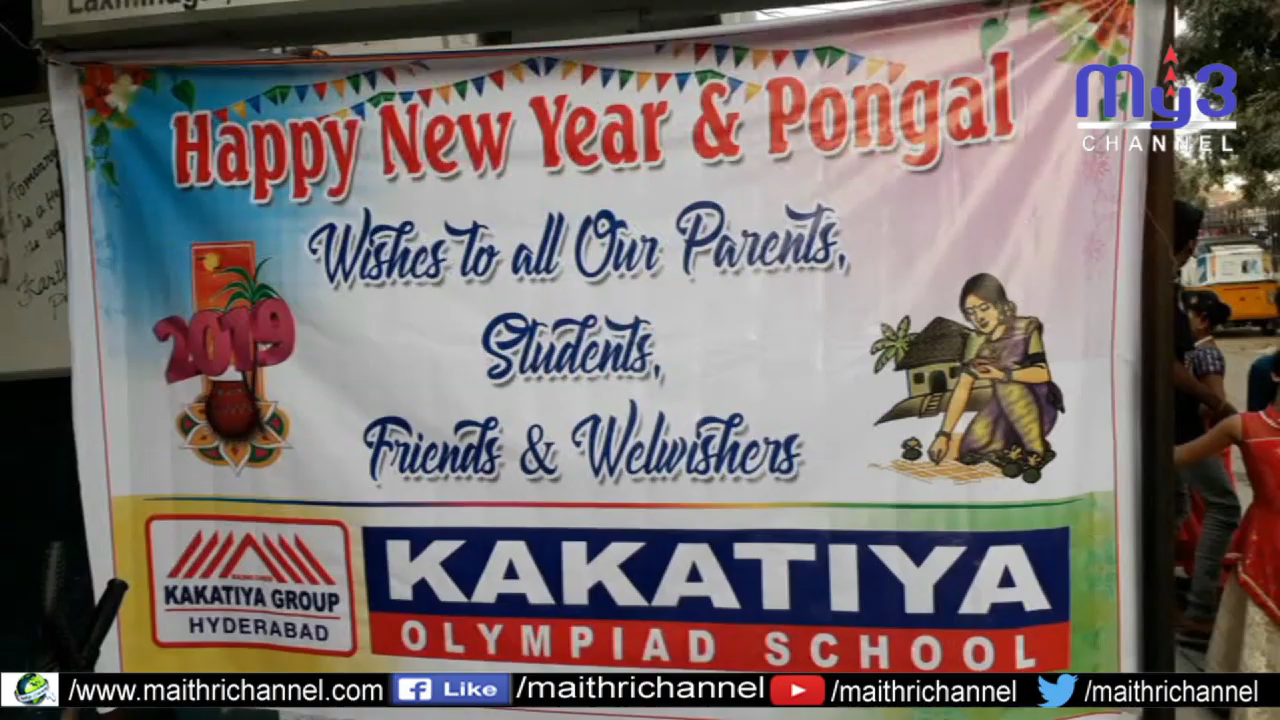 My3
CHANNEL
Happy New Year & Pongal
Wishes to all Our Parents,
Students,
Friends & Welwishers
2019
KAKATIYA GROUP
HYDERABAD
KAKATIYA
OLYMPIAD SCHOOL
/www.maithrichannel.com
f Like
/maithrichannel
/maithrichannel
/maithrichannel